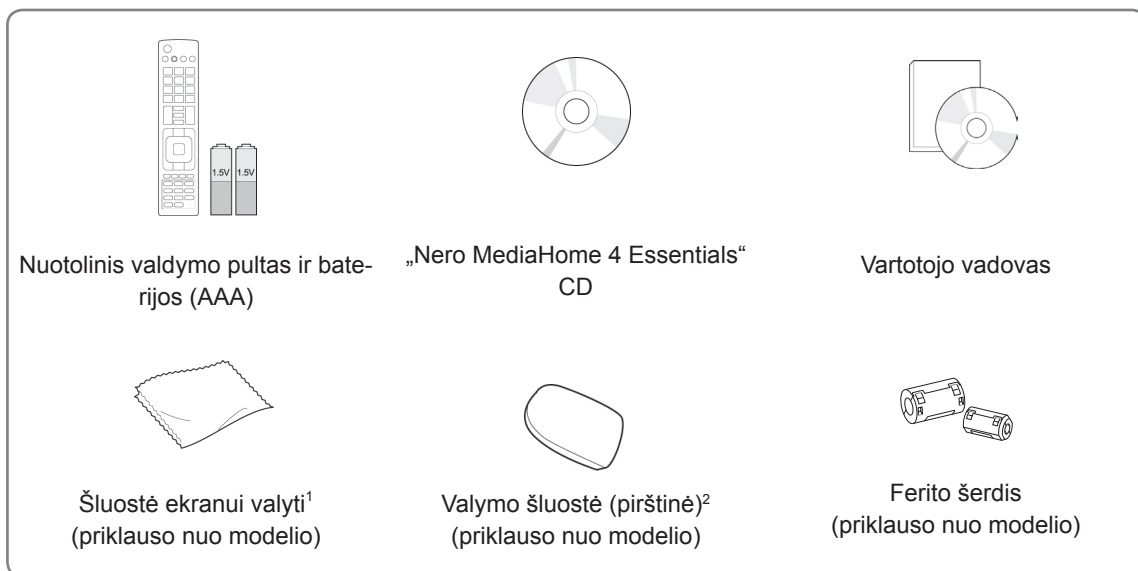 1.5V 1.5V
Nuotolinis valdymo pultas ir bate-
rijos (AAA)
„Nero MediaHome 4 Essentials“
CD
Vartotojo vadovas
Šluostė ekranui valyti¹
(priklauso nuo modelio)
Valymo šluostė (pirštinė)²
(priklauso nuo modelio)
Ferito šerdis
(priklauso nuo modelio)